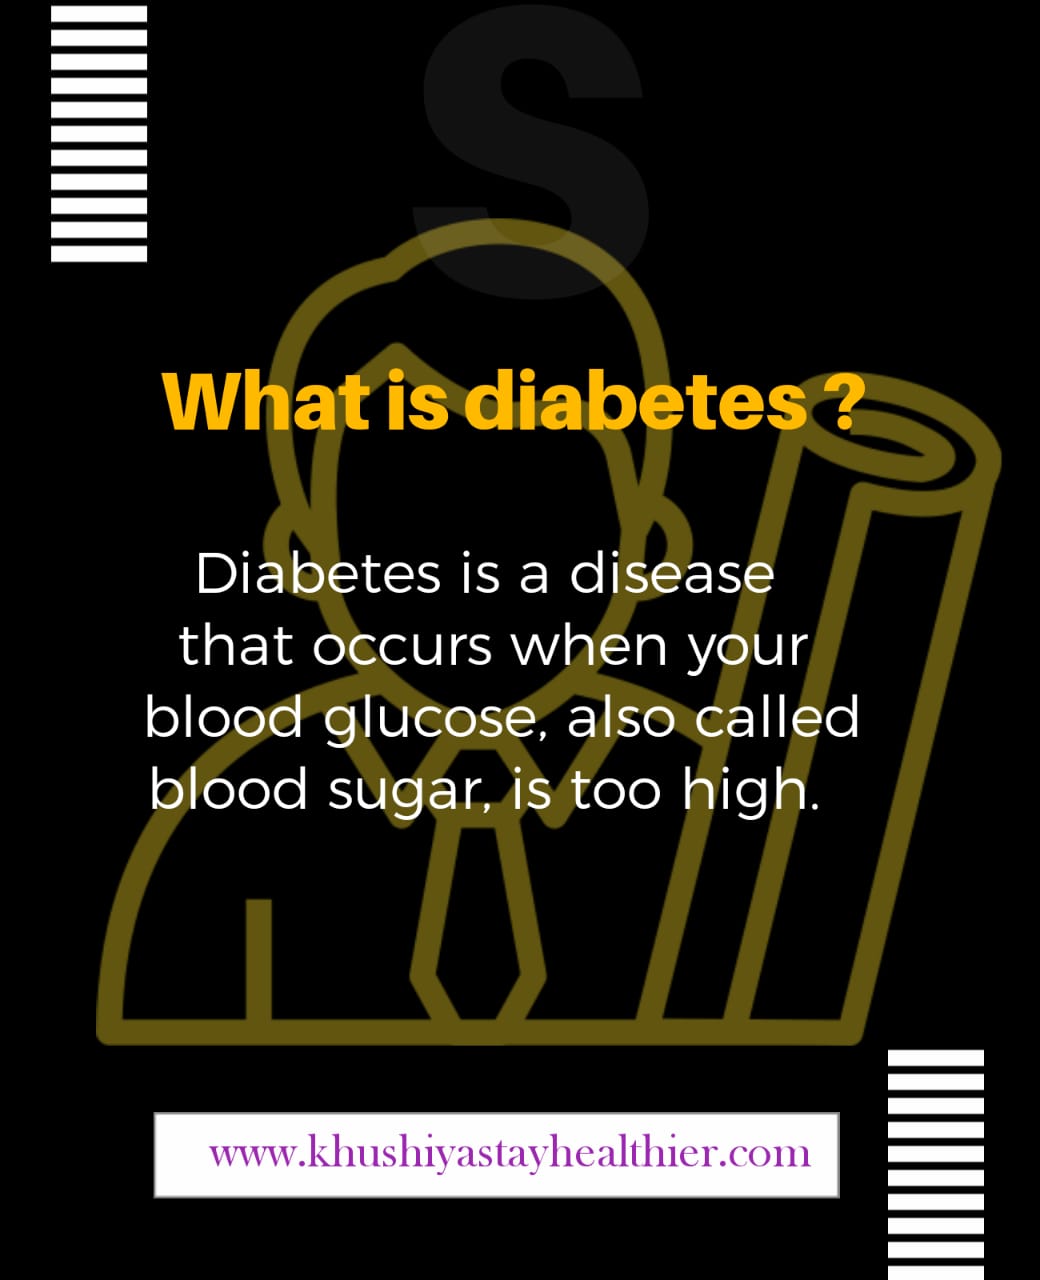 S
What is diabetes ?
Diabetes is a disease
that occurs when your
blood glucose, also called
blood sugar, is too high.
www.khushiyastayhealthier.com